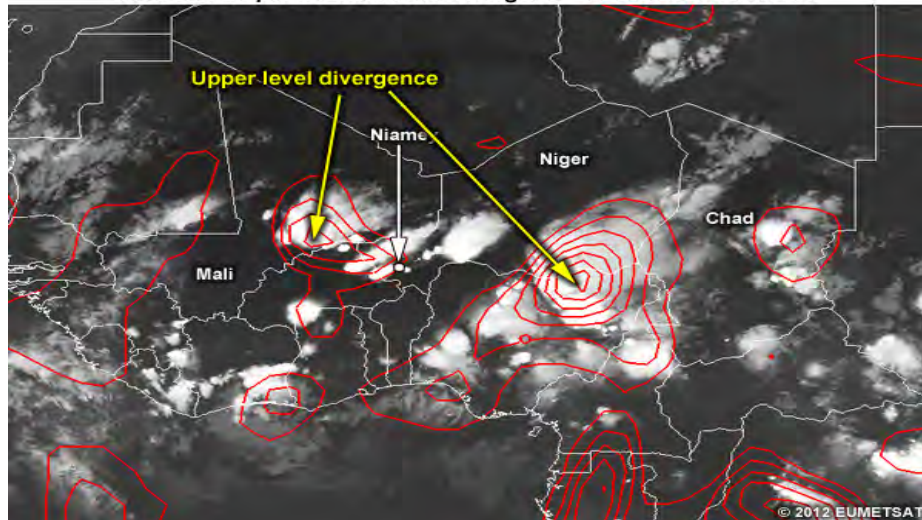 Upper level divergence
Niamey
Niger
Chad
Mali
© 2012 EUMETSAT